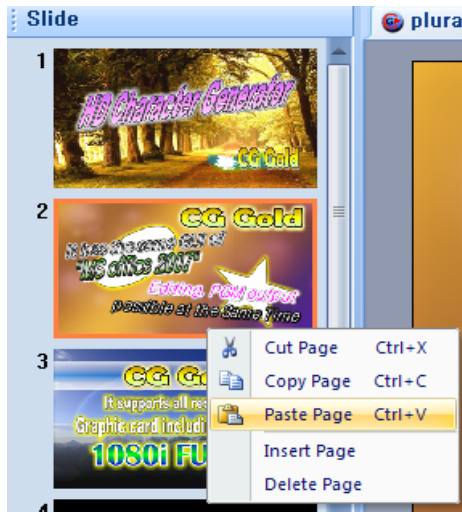 Slide
plura
1
HD Character Generator
CG Gold
2
CG Gold
It has the same GUI of
"MS office 2007"
Editing, PGM output
possible at the Same Time
3
CG G
It supports all re
Graphic card includi
1080i FU
4
Cut Page Ctrl+X
Copy Page Ctrl+C
Paste Page Ctrl+V
Insert Page
Delete Page